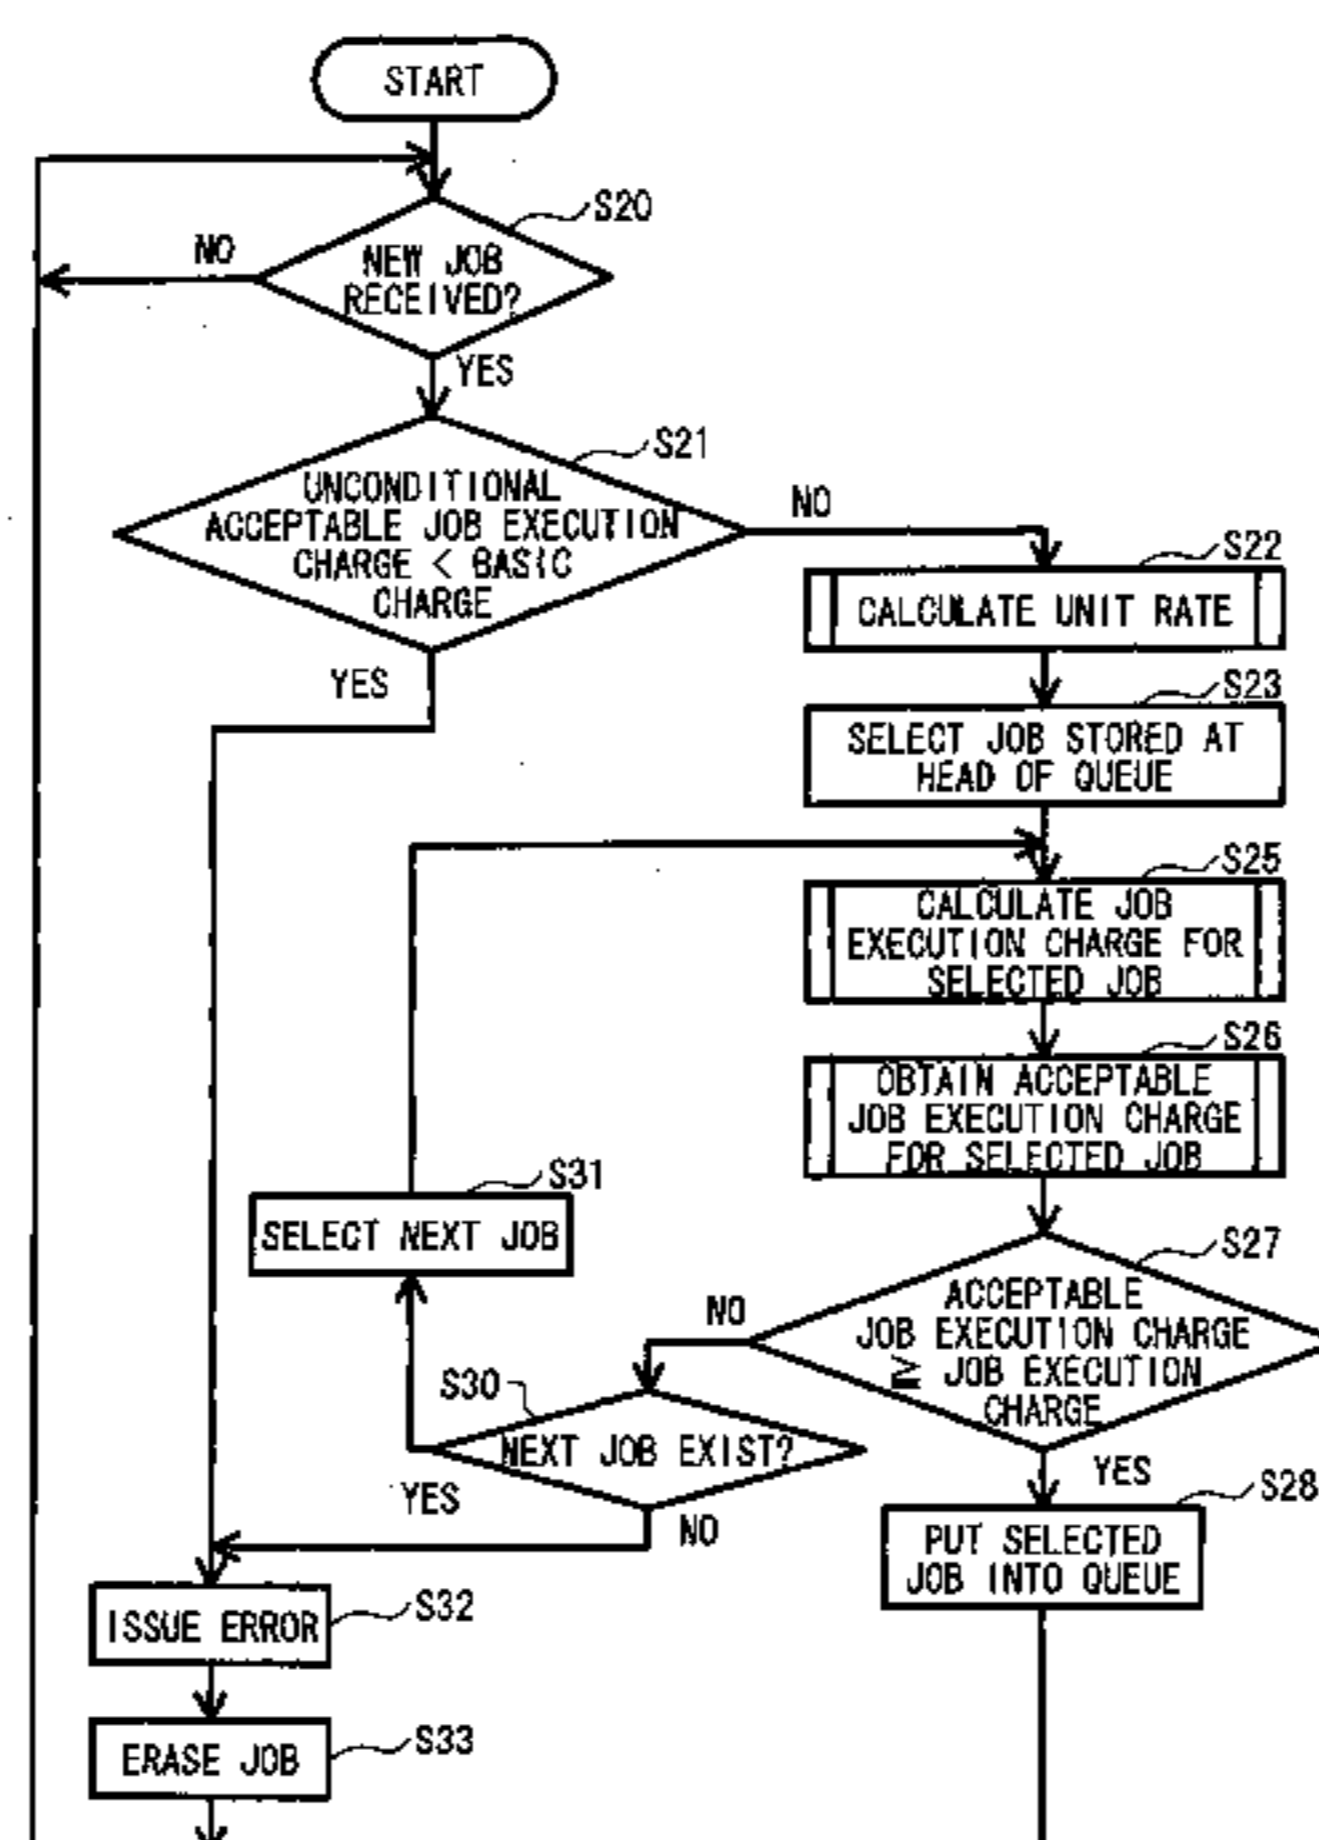 START
S20
NO
NEW JOB
RECEIVED?
YES
S21
UNCONDITIONAL
ACCEPTABLE JOB EXECUTION
CHARGE < BASIC
CHARGE
NO
YES
S22
CALCULATE UNIT RATE
S23
SELECT JOB STORED AT
HEAD OF QUEUE
S25
CALCULATE JOB
EXECUTION CHARGE FOR
SELECTED JOB
S26
OBTAIN ACCEPTABLE
JOB EXECUTION CHARGE
FOR SELECTED JOB
S31
SELECT NEXT JOB
S27
ACCEPTABLE
JOB EXECUTION CHARGE
≧ JOB EXECUTION
CHARGE
NO
S30
NEXT JOB EXIST?
YES
NO
YES
S28
PUT SELECTED
JOB INTO QUEUE
S32
ISSUE ERROR
S33
ERASE JOB